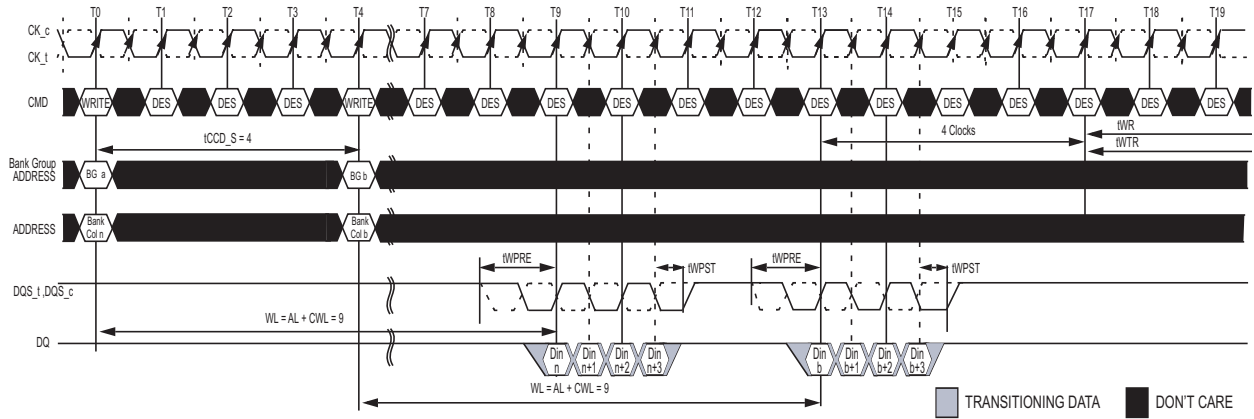 T0 T1 T2 T3 T4 T7 T8 T9 T10 T11 T12 T13 T14 T15 T16 T17 T18 T19
CK_c
CK_t
CMD WRITE DES DES DES WRITE DES DES DES DES DES DES DES DES DES DES DES DES DES
tCCD_S = 4
4 Clocks
tWR
tWTR
Bank Group
ADDRESS BG a BG b
ADDRESS
Bank
Col n
Bank
Col b
tWPRE tWPST tWPRE tWPST
DQS_t ,DQS_c
WL = AL + CWL = 9
DQ
Din
n
Din
n+1
Din
n+2
Din
n+3
Din
b
Din
b+1
Din
b+2
Din
b+3
WL = AL + CWL = 9
TRANSITIONING DATA DON'T CARE